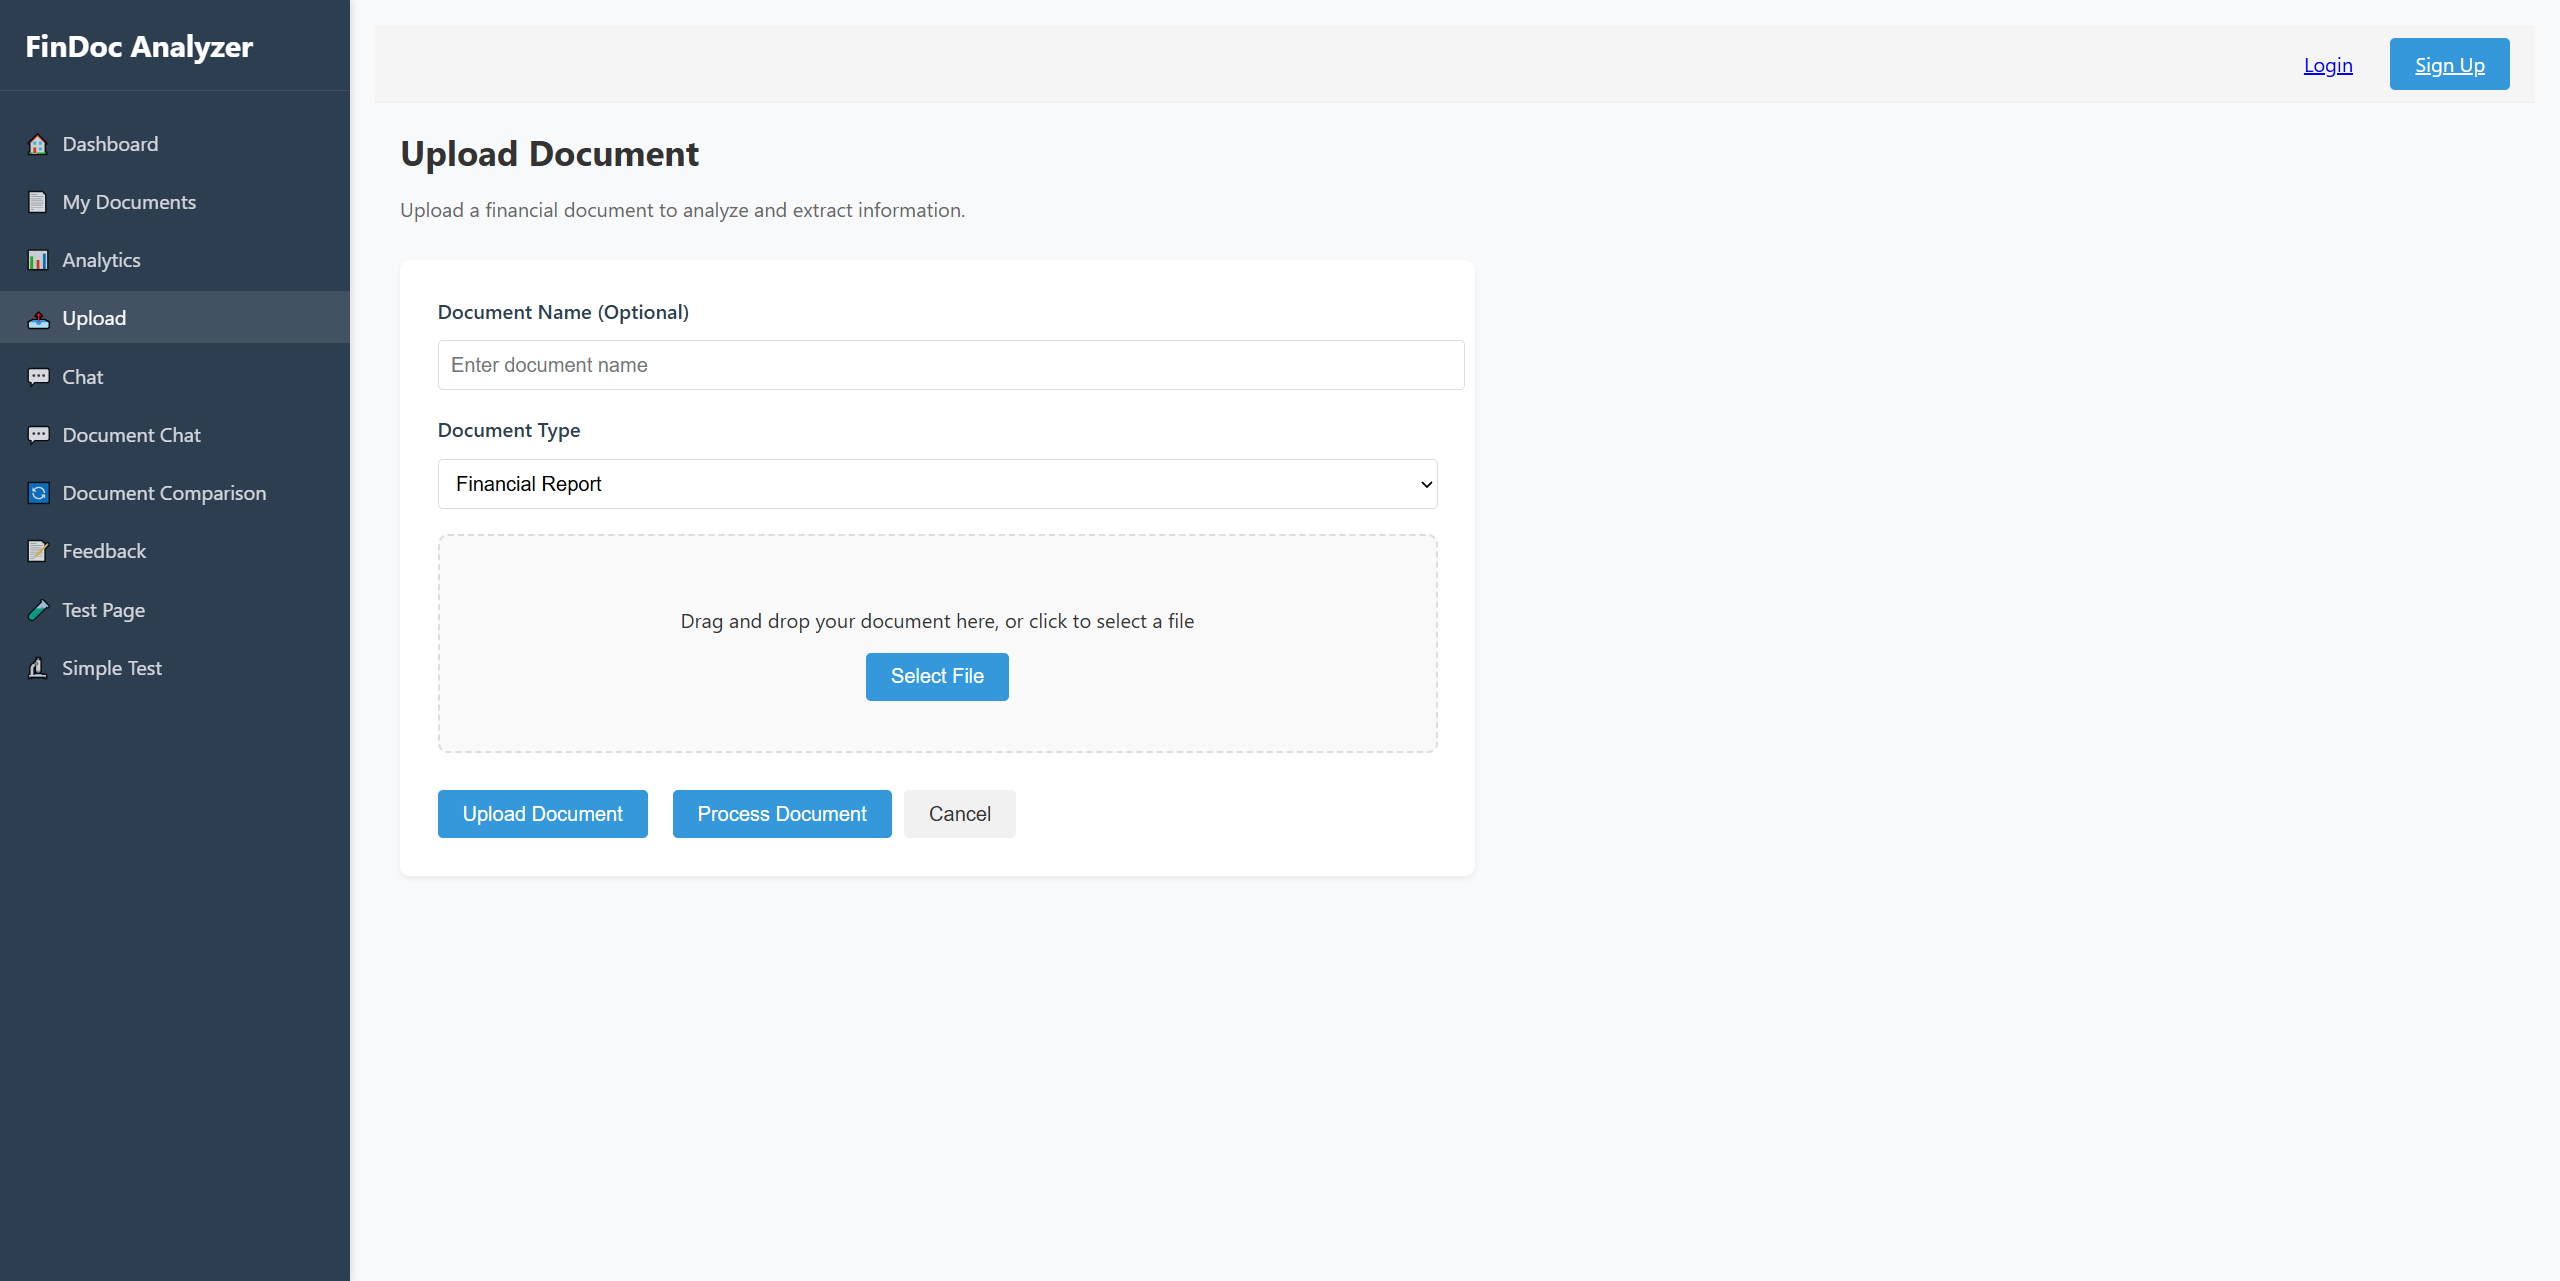 FinDoc Analyzer
Dashboard
My Documents
Analytics
Upload
Chat
Document Chat
Document Comparison
Feedback
Test Page
Simple Test
Login
Sign Up
Upload Document
Upload a financial document to analyze and extract information.
Document Name (Optional)
Enter document name
Document Type
Financial Report
Drag and drop your document here, or click to select a file
Select File
Upload Document
Process Document
Cancel